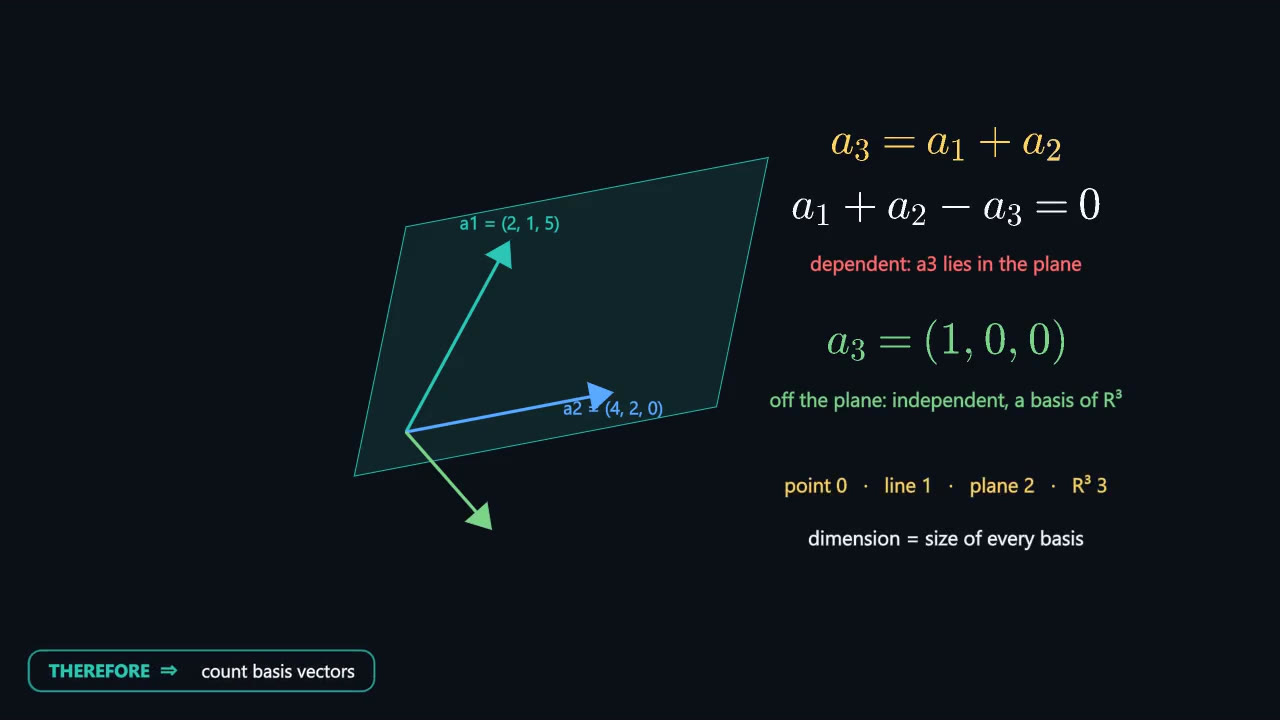 a1 = (2, 1, 5)
a2 = (4, 2, 0)
a₃ = a₁ + a₂
a₁ + a₂ − a₃ = 0
dependent: a3 lies in the plane
a₃ = (1, 0, 0)
off the plane: independent, a basis of R³
point 0 · line 1 · plane 2 · R³ 3
dimension = size of every basis
THEREFORE ⇒ count basis vectors